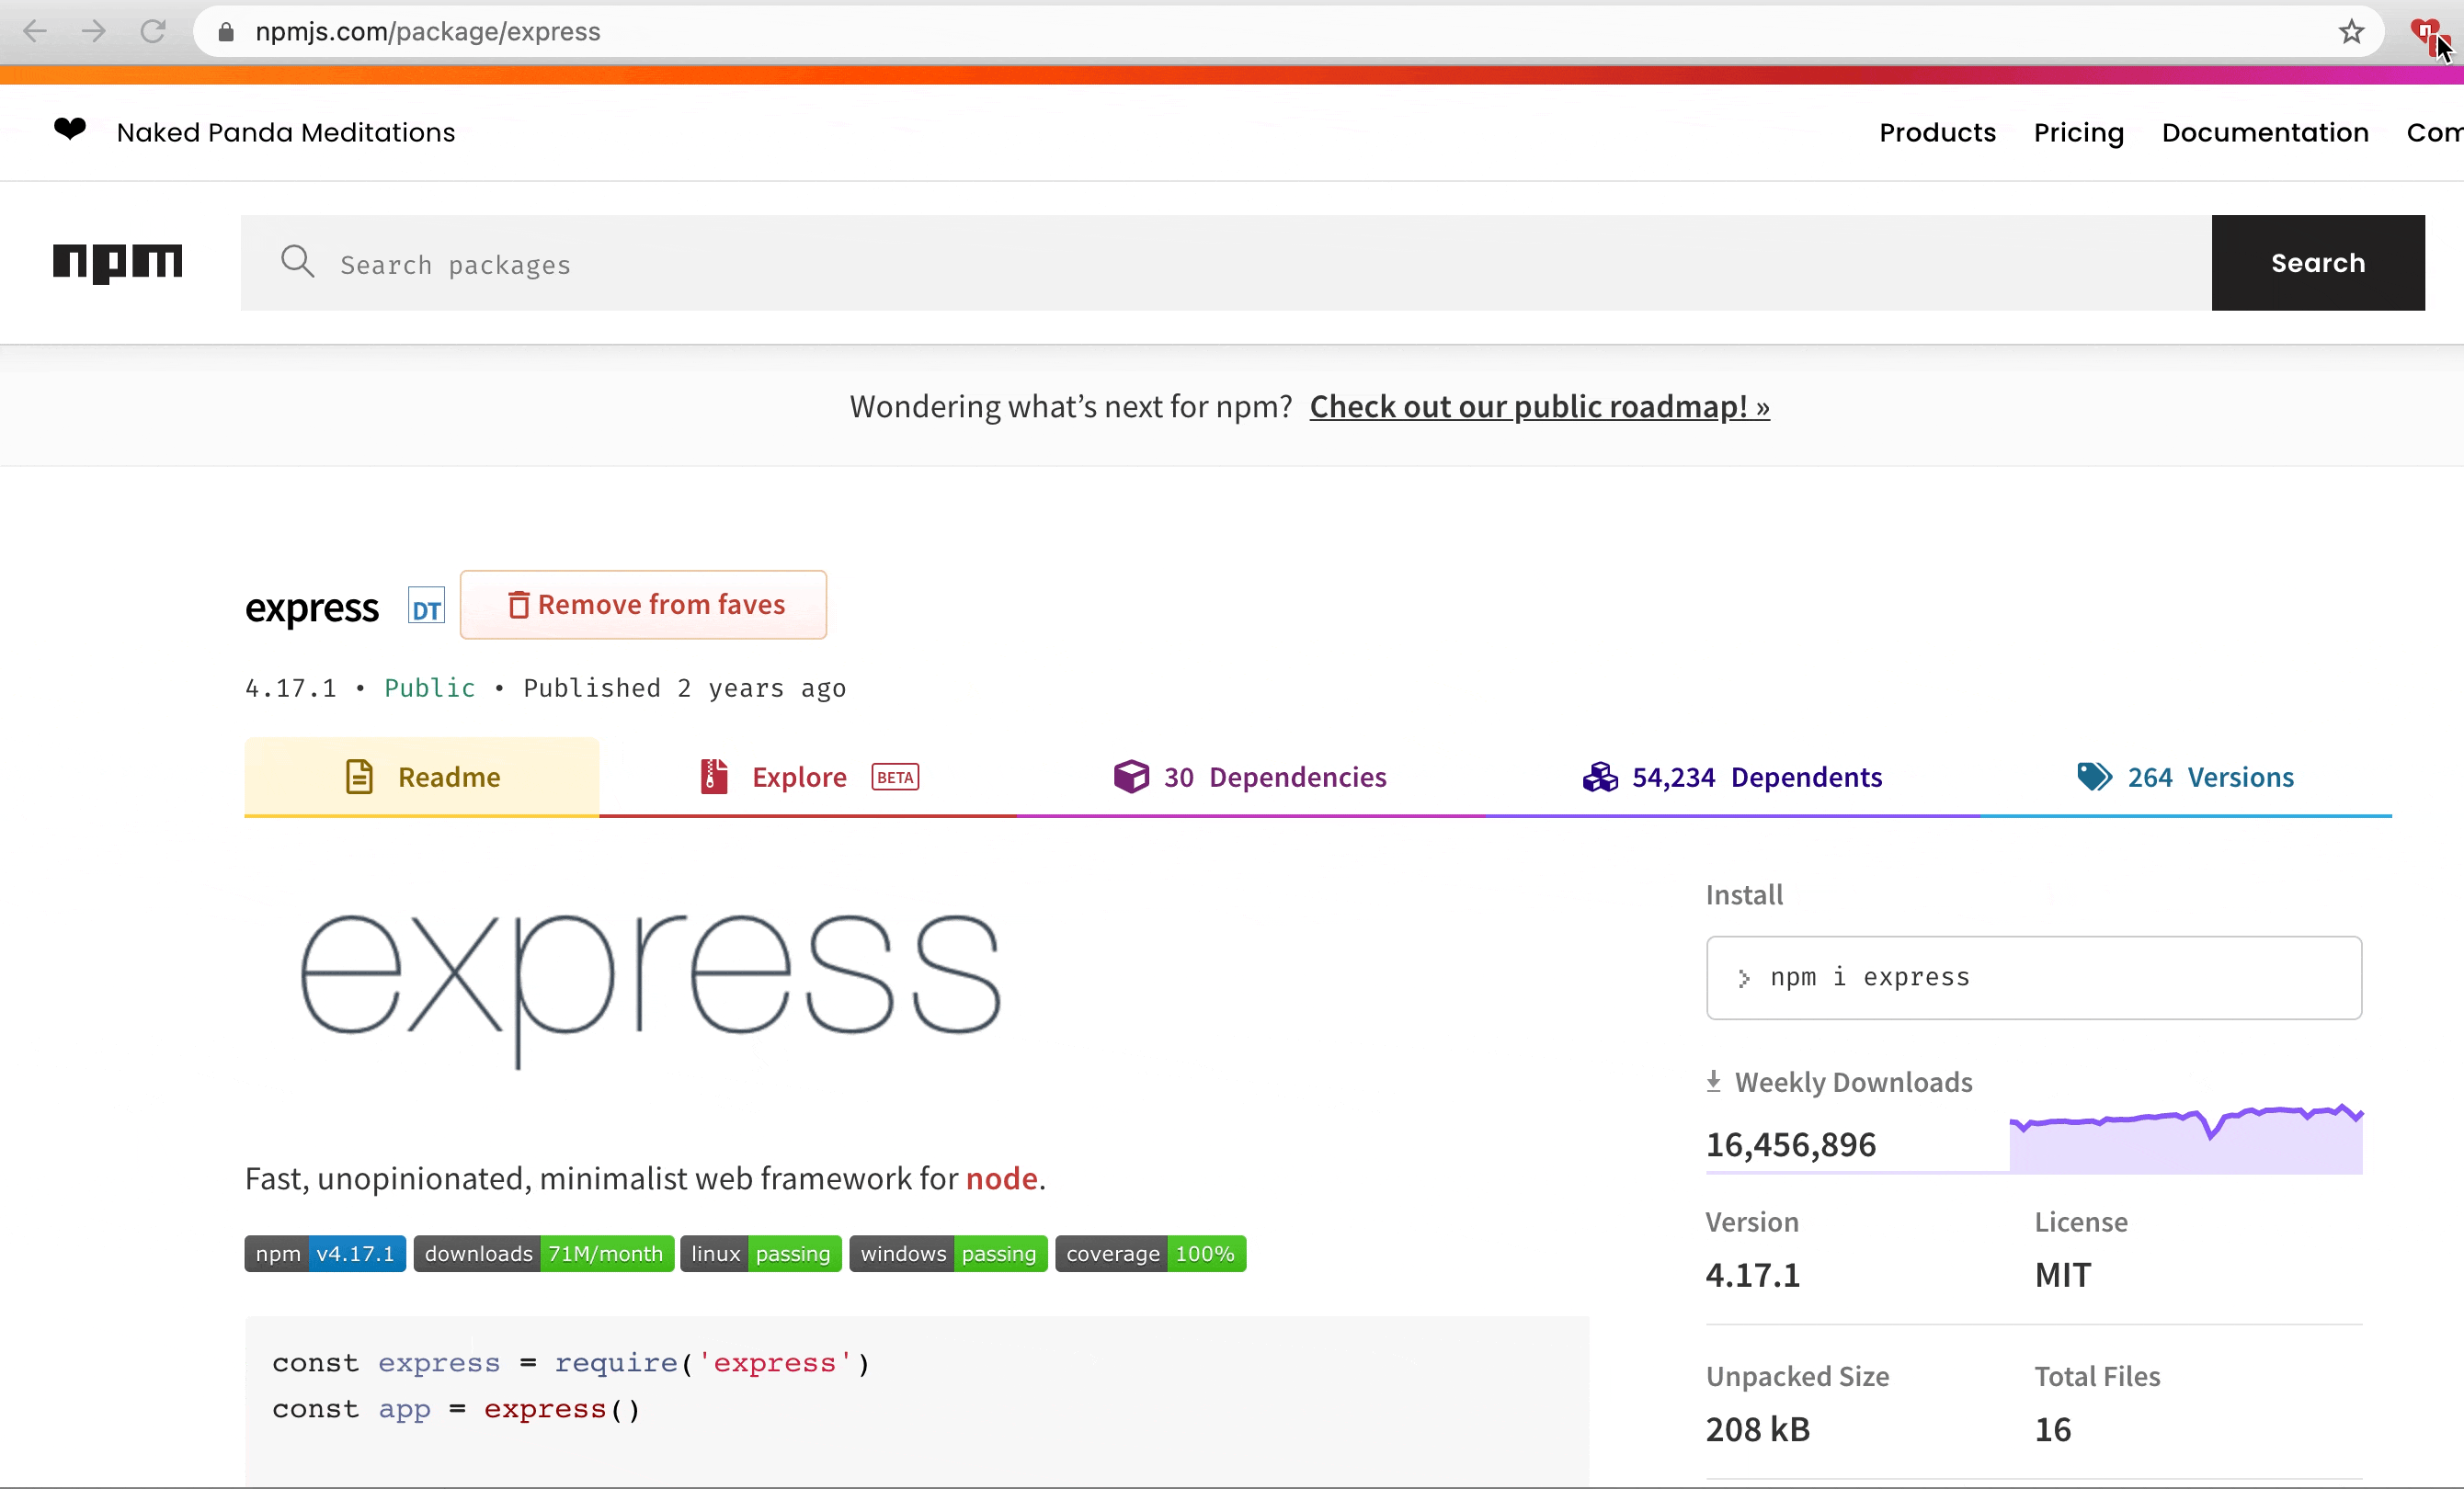 npmjs.com/package/express
Naked Panda Meditations
Products Pricing Documentation Com
npm
Search packages
Search
Wondering what’s next for npm? Check out our public roadmap! »
express DT Remove from faves
4.17.1 • Public • Published 2 years ago
Readme
Explore BETA
30 Dependencies
54,234 Dependents
264 Versions
express
Fast, unopinionated, minimalist web framework for node.
npm v4.17.1 downloads 71M/month linux passing windows passing coverage 100%
const express = require('express')
const app = express()
Install
npm i express
Weekly Downloads
16,456,896
Version
4.17.1
License
MIT
Unpacked Size
208 kB
Total Files
16